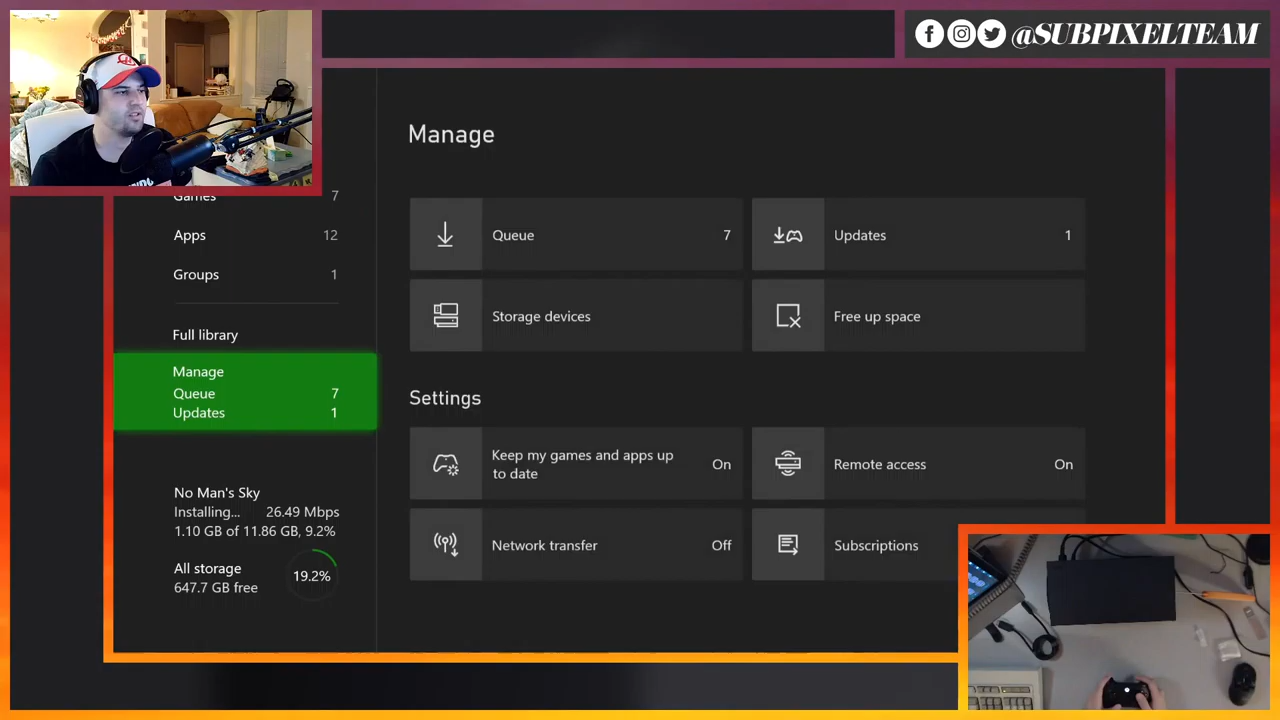 @SUBPIXELTEAM
Manage
Games 7
Apps 12
Groups 1
Full library
Manage
Queue 7
Updates 1
No Man's Sky
Installing... 26.49 Mbps
1.10 GB of 11.86 GB, 9.2%
All storage
647.7 GB free
19.2%
Queue 7
Updates 1
Storage devices
Free up space
Settings
Keep my games and apps up
to date
On
Remote access On
Network transfer Off
Subscriptions